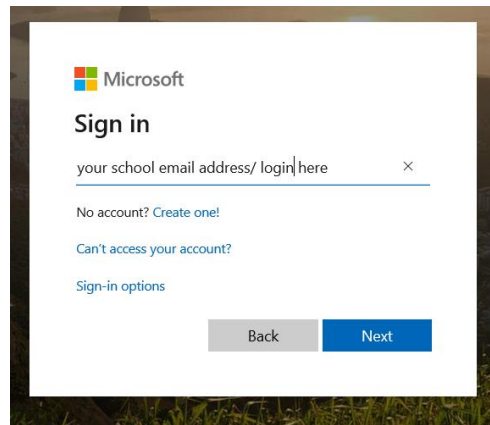 Microsoft
Sign in
your school email address/ login here
No account? Create one!
Can't access your account?
Sign-in options
Back
Next